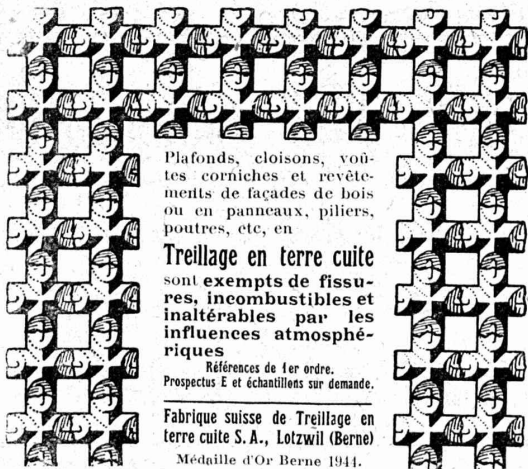 Plafonds, cloisons, voû-
tes corniches et revête-
ments de façades de bois
ou en panneaux, piliers,
poutres, etc, en
Treillage en terre cuite
sont exempts de fissu-
res, incombustibles et
inaltérables par les
influences atmosphé-
riques
Références de 1er ordre.
Prospectus E et échantillons sur demande.
Fabrique suisse de Treillage en
terre cuite S.A., Lotzwil (Berne)
Médaille d'Or Berne 1944.